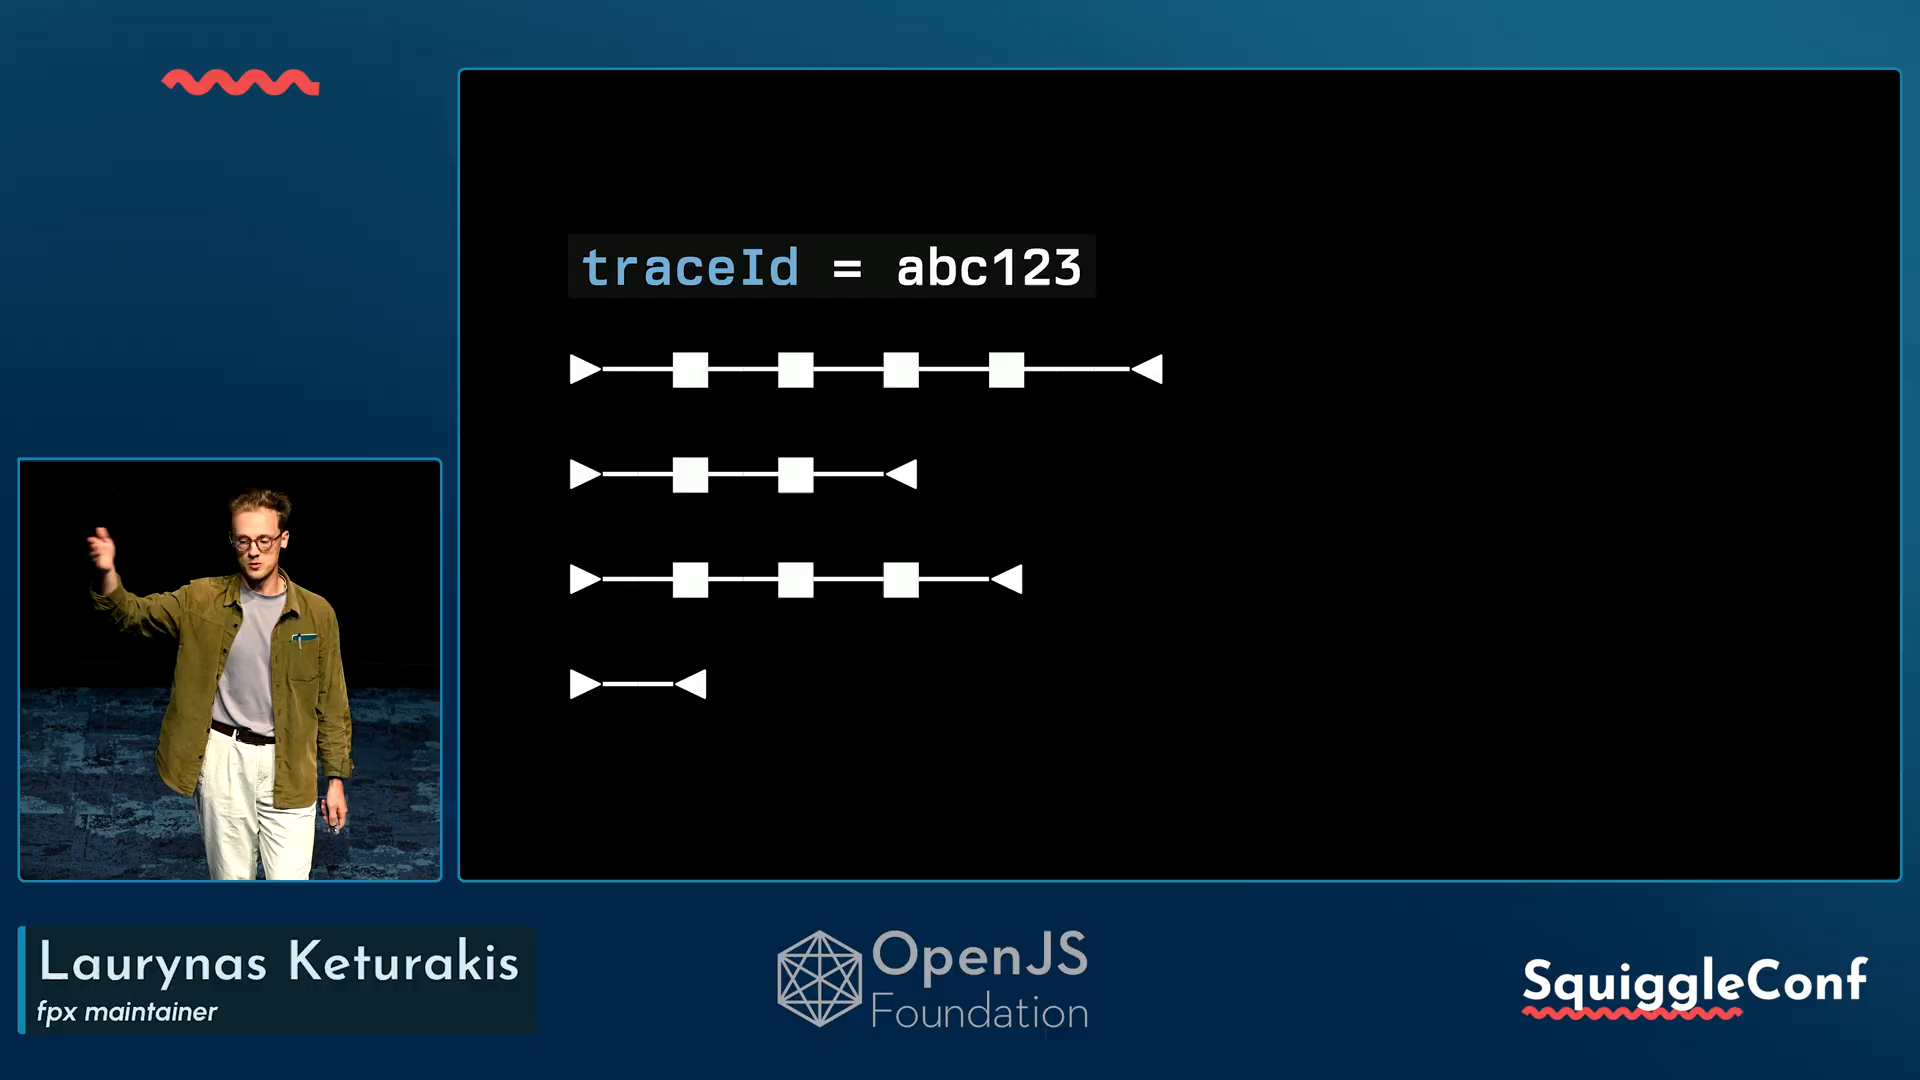 traceId = abc123
Laurynas Keturakis
fpx maintainer
OpenJS
Foundation
SquiggleConf